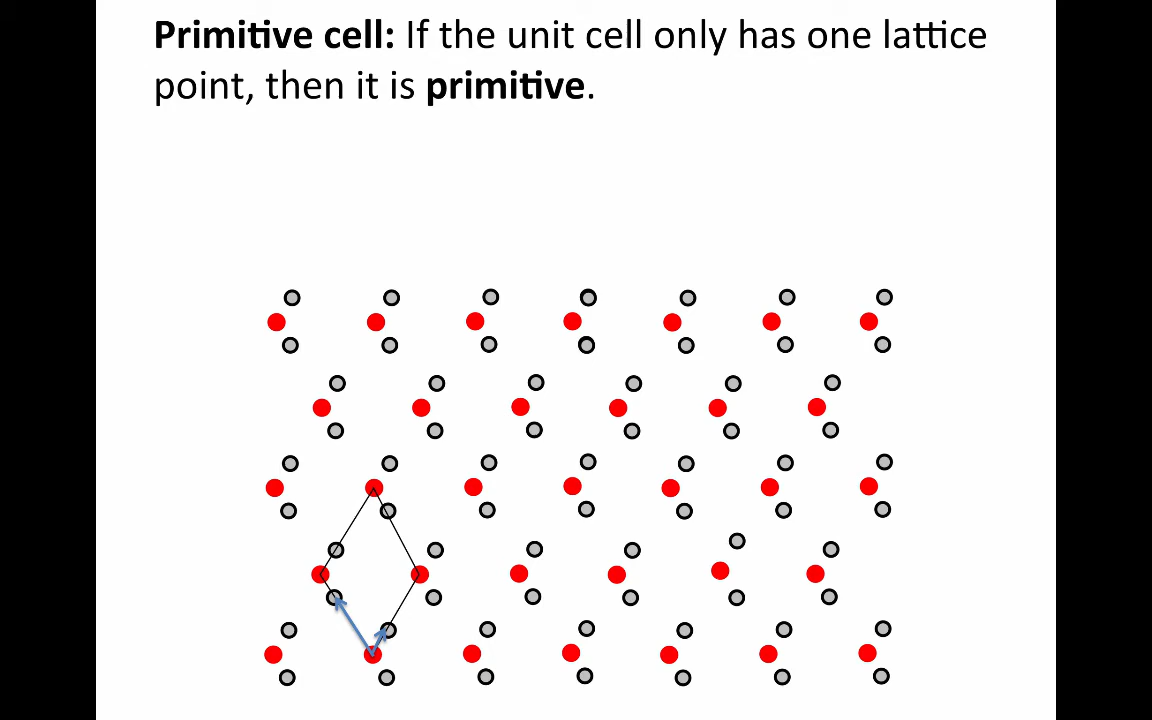 Primitive cell: If the unit cell only has one lattice
point, then it is primitive.